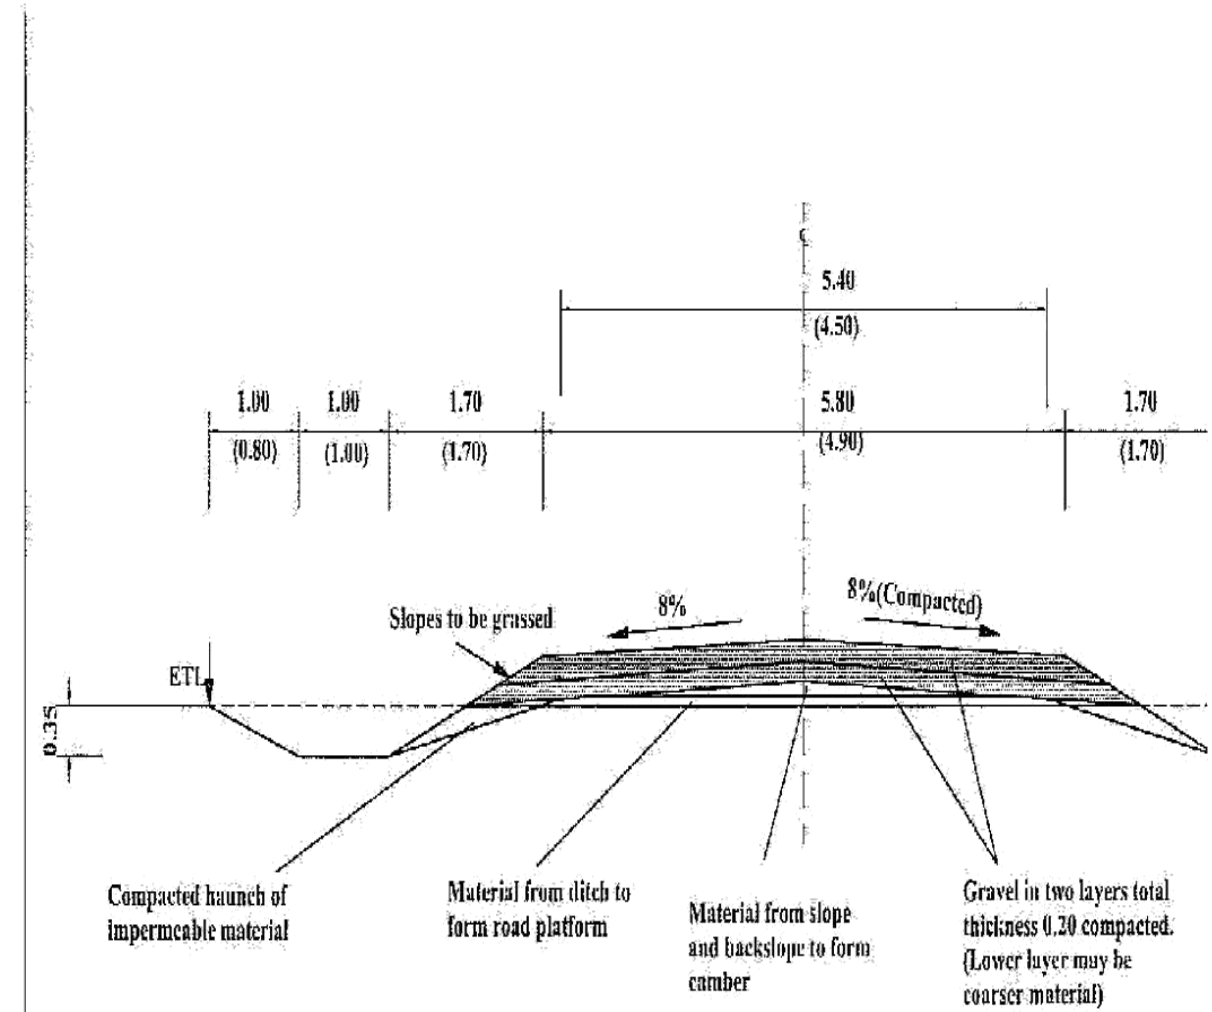 C
5.40
(4.50)
1.00 1.00 1.70 5.80 1.70
(0.80) (1.00) (1.70) (4.90) (1.70)
8% 8%(Compacted)
Slopes to be grassed
ETL
0.35
Compacted haunch of
impermeable material
Material from ditch to
form road platform
Material from slope
and backslope to form
camber
Gravel in two layers total
thickness 0.20 compacted.
(Lower layer may be
coarser material)